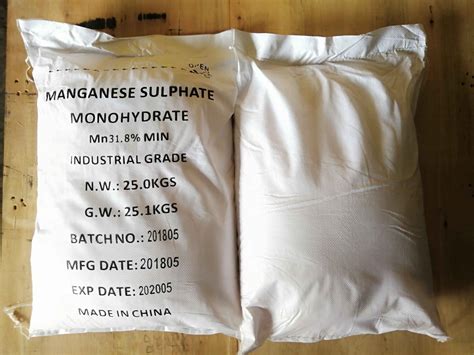 OPEN
MANGANESE SULPHATE
MONOHYDRATE
Mn31.8% MIN
INDUSTRIAL GRADE
N.W.: 25.0KGS
G.W.: 25.1KGS
BATCH NO.: 201805
MFG DATE: 201805
EXP DATE: 202005
MADE IN CHINA